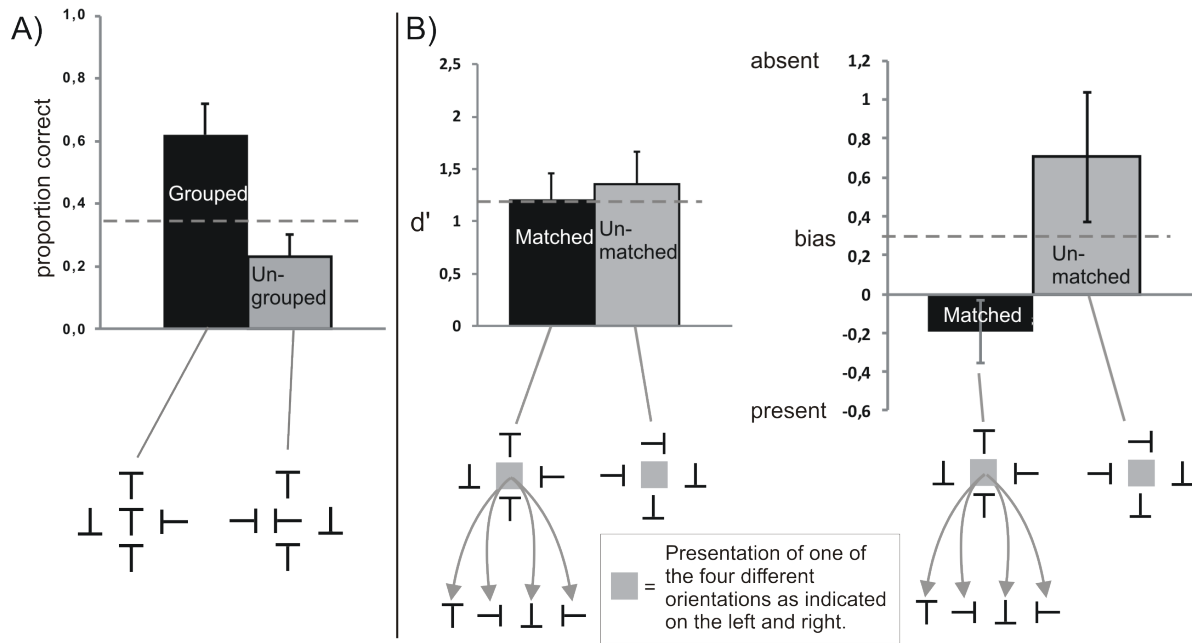 A)
1,0
0,8
0,6
0,4
0,2
0,0
proportion correct
Grouped
Un-
grouped
B)
2,5
2
1,5
1
0,5
0
d'
Matched
Un-
matched
absent
bias
present
1,2
1
0,8
0,6
0,4
0,2
0
-0,2
-0,4
-0,6
Matched
Un-
matched
=
Presentation of one of
the four different
orientations as indicated
on the left and right.